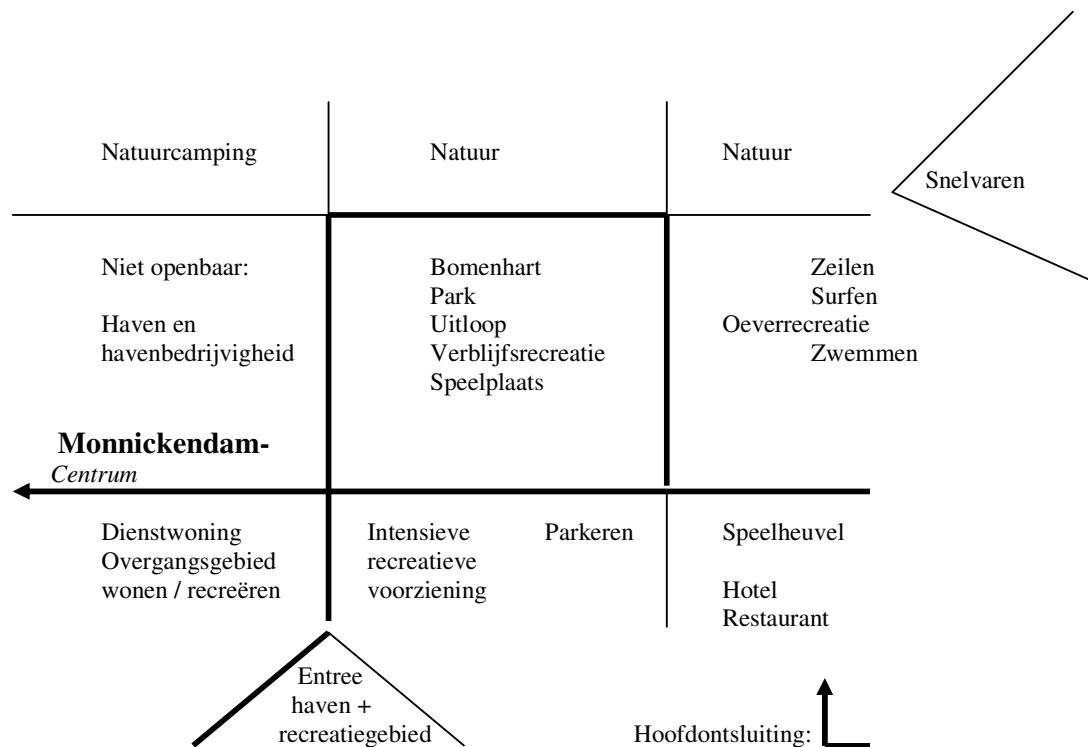 Natuurcamping
Natuur
Natuur
Snelvaren
Niet openbaar:
Haven en
havenbedrijvigheid
Bomenhart
Park
Uitloop
Verblijfsrecreatie
Speelplaats
Zeilen
Surfen
Oeverrecreatie
Zwemmen
Monnickendam-
Centrum
Dienstwoning
Overgangsgebied
wonen / recreëren
Intensieve
recreatieve
voorziening
Parkeren
Speelheuvel
Hotel
Restaurant
Entree
haven +
recreatiegebied
Hoofdontsluiting: